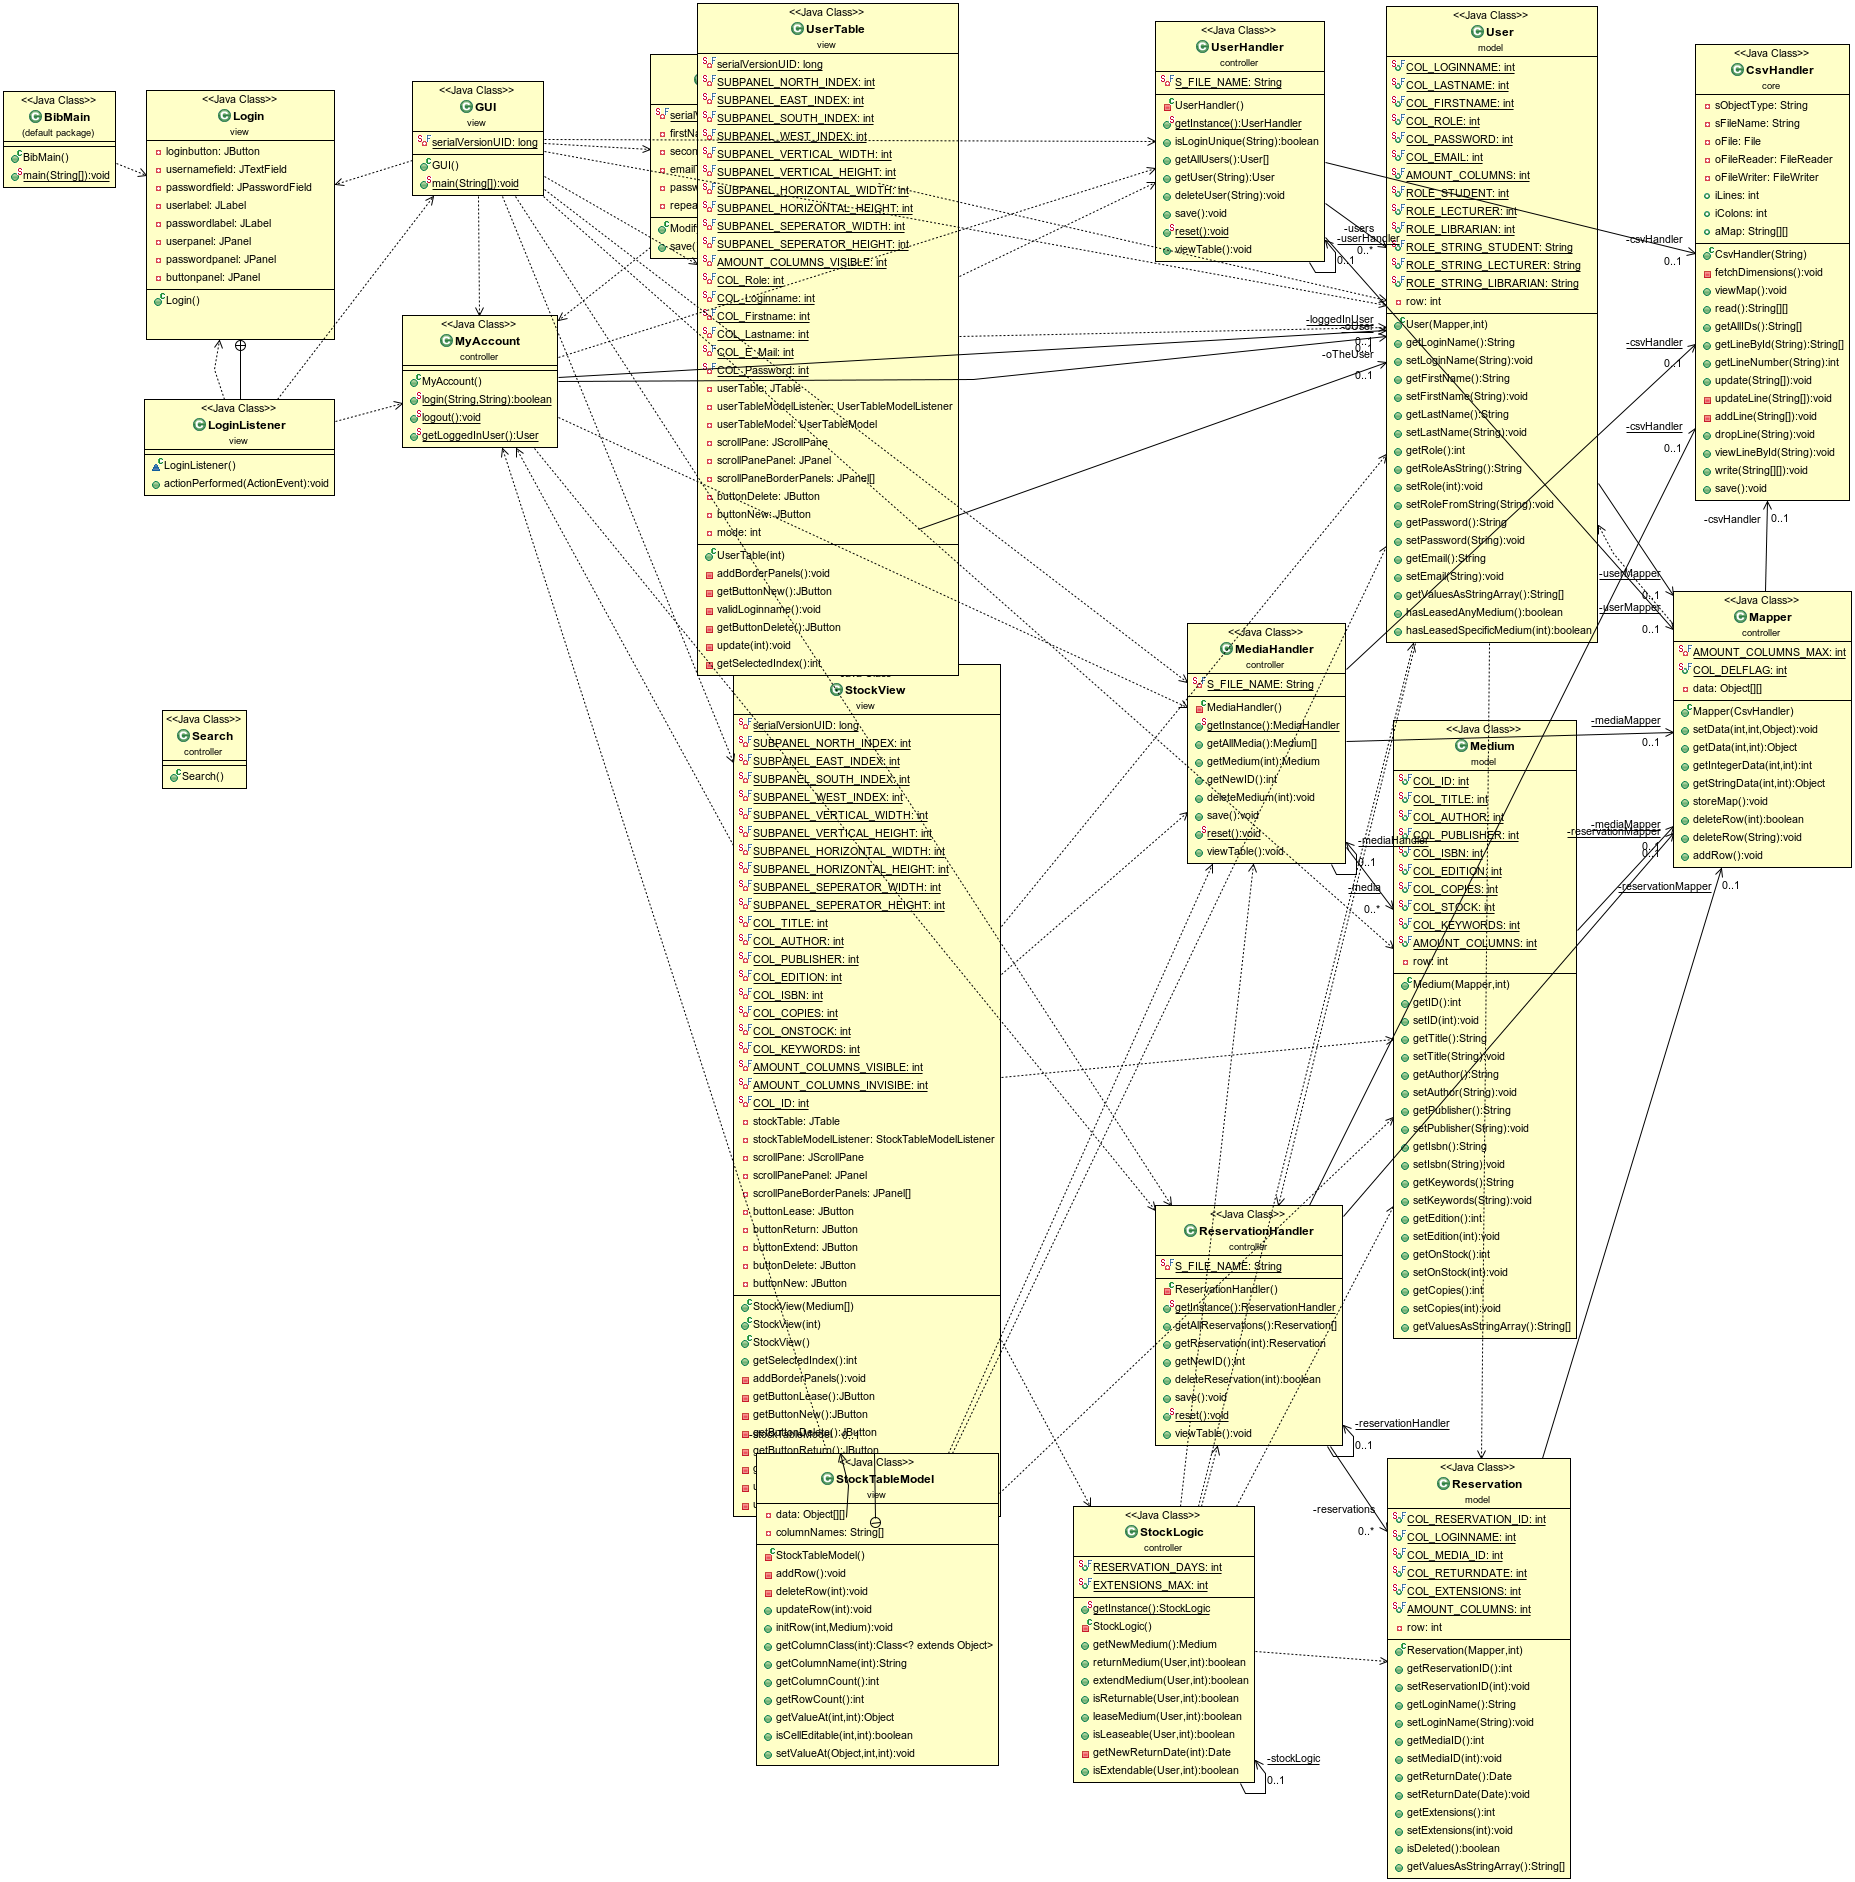 <<Java Class>>
BibMain
(default package)
BibMain()
main(String[]):void
<<Java Class>>
Login
view
loginbutton: JButton
usernamefield: JTextField
passwordfield: JPasswordField
userlabel: JLabel
passwordlabel: JLabel
userpanel: JPanel
passwordpanel: JPanel
buttonpanel: JPanel
Login()
<<Java Class>>
LoginListener
view
LoginListener()
actionPerformed(ActionEvent):void
<<Java Class>>
Search
controller
Search()
<<Java Class>>
GUI
view
serialVersionUID: long
GUI()
main(String[]):void
<<Java Class>>
MyAccount
controller
MyAccount()
login(String,String):boolean
logout():void
getLoggedInUser():User
<<Java Class>>
UserTable
view
serialVersionUID: long
SUBPANEL_NORTH_INDEX: int
SUBPANEL_EAST_INDEX: int
SUBPANEL_SOUTH_INDEX: int
SUBPANEL_WEST_INDEX: int
SUBPANEL_VERTICAL_WIDTH: int
SUBPANEL_VERTICAL_HEIGHT: int
SUBPANEL_HORIZONTAL_WIDTH: int
SUBPANEL_HORIZONTAL_HEIGHT: int
SUBPANEL_SEPERATOR_WIDTH: int
SUBPANEL_SEPERATOR_HEIGHT: int
AMOUNT_COLUMNS_VISIBLE: int
COL_Role: int
COL_Loginname: int
COL_Firstname: int
COL_Lastname: int
COL_E_Mail: int
COL_Password: int
userTable: JTable
userTableModelListener: UserTableModelListener
userTableModel: UserTableModel
scrollPane: JScrollPane
scrollPanePanel: JPanel
scrollPaneBorderPanels: JPanel[]
buttonDelete: JButton
buttonNew: JButton
mode: int
UserTable(int)
addBorderPanels():void
getButtonNew():JButton
validLoginname():void
getButtonDelete():JButton
update(int):void
getSelectedIndex():int
StockView
view
serialVersionUID: long
SUBPANEL_NORTH_INDEX: int
SUBPANEL_EAST_INDEX: int
SUBPANEL_SOUTH_INDEX: int
SUBPANEL_WEST_INDEX: int
SUBPANEL_VERTICAL_WIDTH: int
SUBPANEL_VERTICAL_HEIGHT: int
SUBPANEL_HORIZONTAL_WIDTH: int
SUBPANEL_HORIZONTAL_HEIGHT: int
SUBPANEL_SEPERATOR_WIDTH: int
SUBPANEL_SEPERATOR_HEIGHT: int
COL_TITLE: int
COL_AUTHOR: int
COL_PUBLISHER: int
COL_EDITION: int
COL_ISBN: int
COL_COPIES: int
COL_ONSTOCK: int
COL_KEYWORDS: int
AMOUNT_COLUMNS_VISIBLE: int
AMOUNT_COLUMNS_INVISIBE: int
COL_ID: int
stockTable: JTable
stockTableModelListener: StockTableModelListener
scrollPane: JScrollPane
scrollPanePanel: JPanel
scrollPaneBorderPanels: JPanel[]
buttonLease: JButton
buttonReturn: JButton
buttonExtend: JButton
buttonDelete: JButton
buttonNew: JButton
StockView(Medium[])
StockView(int)
StockView()
getSelectedIndex():int
addBorderPanels():void
getButtonLease():JButton
getButtonNew():JButton
getButtonDelete():JButton
-stockTableModel 0..1
getButtonReturn():JButton
<<Java Class>>
StockTableModel
view
data: Object[][]
columnNames: String[]
StockTableModel()
addRow():void
deleteRow(int):void
updateRow(int):void
initRow(int,Medium):void
getColumnClass(int):Class<? extends Object>
getColumnName(int):String
getColumnCount():int
getRowCount():int
getValueAt(int,int):Object
isCellEditable(int,int):boolean
setValueAt(Object,int,int):void
<<Java Class>>
UserHandler
controller
S_FILE_NAME: String
UserHandler()
getInstance():UserHandler
isLoginUnique(String):boolean
getAllUsers():User[]
getUser(String):User
deleteUser(String):void
save():void
reset():void
viewTable():void
-users
-userHandler
0..*
0..1
-loggedInUser
-oUser
0..1
-oTheUser
0..1
<<Java Class>>
MediaHandler
controller
S_FILE_NAME: String
MediaHandler()
getInstance():MediaHandler
getAllMedia():Medium[]
getMedium(int):Medium
getNewID():int
deleteMedium(int):void
save():void
reset():void
viewTable():void
-mediaHandler
0..1
-media
0..*
<<Java Class>>
ReservationHandler
controller
S_FILE_NAME: String
ReservationHandler()
getInstance():ReservationHandler
getAllReservations():Reservation[]
getReservation(int):Reservation
getNewID():int
deleteReservation(int):boolean
save():void
reset():void
viewTable():void
-reservationHandler
0..1
-reservations
0..*
<<Java Class>>
StockLogic
controller
RESERVATION_DAYS: int
EXTENSIONS_MAX: int
getInstance():StockLogic
StockLogic()
getNewMedium():Medium
returnMedium(User,int):boolean
extendMedium(User,int):boolean
isReturnable(User,int):boolean
leaseMedium(User,int):boolean
isLeaseable(User,int):boolean
getNewReturnDate(int):Date
isExtendable(User,int):boolean
-stockLogic
0..1
<<Java Class>>
User
model
COL_LOGINNAME: int
COL_LASTNAME: int
COL_FIRSTNAME: int
COL_ROLE: int
COL_PASSWORD: int
COL_EMAIL: int
AMOUNT_COLUMNS: int
ROLE_STUDENT: int
ROLE_LECTURER: int
ROLE_LIBRARIAN: int
ROLE_STRING_STUDENT: String
ROLE_STRING_LECTURER: String
ROLE_STRING_LIBRARIAN: String
row: int
User(Mapper,int)
getLoginName():String
setLoginName(String):void
getFirstName():String
setFirstName(String):void
getLastName():String
setLastName(String):void
getRole():int
getRoleAsString():String
setRole(int):void
setRoleFromString(String):void
getPassword():String
setPassword(String):void
getEmail():String
setEmail(String):void
getValuesAsStringArray():String[]
hasLeasedAnyMedium():boolean
hasLeasedSpecificMedium(int):boolean
<<Java Class>>
Medium
model
COL_ID: int
COL_TITLE: int
COL_AUTHOR: int
COL_PUBLISHER: int
COL_ISBN: int
COL_EDITION: int
COL_COPIES: int
COL_STOCK: int
COL_KEYWORDS: int
AMOUNT_COLUMNS: int
row: int
Medium(Mapper,int)
getID():int
setID(int):void
getTitle():String
setTitle(String):void
getAuthor():String
setAuthor(String):void
getPublisher():String
setPublisher(String):void
getIsbn():String
setIsbn(String):void
getKeywords():String
setKeywords(String):void
getEdition():int
setEdition(int):void
getOnStock():int
setOnStock(int):void
getCopies():int
setCopies(int):void
getValuesAsStringArray():String[]
<<Java Class>>
Reservation
model
COL_RESERVATION_ID: int
COL_LOGINNAME: int
COL_MEDIA_ID: int
COL_RETURNDATE: int
COL_EXTENSIONS: int
AMOUNT_COLUMNS: int
row: int
Reservation(Mapper,int)
getReservationID():int
setReservationID(int):void
getLoginName():String
setLoginName(String):void
getMediaID():int
setMediaID(int):void
getReturnDate():Date
setReturnDate(Date):void
getExtensions():int
setExtensions(int):void
isDeleted():boolean
getValuesAsStringArray():String[]
<<Java Class>>
CsvHandler
core
sObjectType: String
sFileName: String
oFile: File
oFileReader: FileReader
oFileWriter: FileWriter
iLines: int
iColons: int
aMap: String[][]
CsvHandler(String)
fetchDimensions():void
viewMap():void
read():String[][]
getAllIDs():String[]
getLineById(String):String[]
getLineNumber(String):int
update(String[]):void
updateLine(String[]):void
addLine(String[]):void
dropLine(String):void
viewLineById(String):void
write(String[][]):void
save():void
-csvHandler
0..1
-csvHandler
0..1
-csvHandler
0..1
-csvHandler 0..1
-userMapper
0..1
-userMapper
0..1
<<Java Class>>
Mapper
controller
AMOUNT_COLUMNS_MAX: int
COL_DELFLAG: int
data: Object[][]
Mapper(CsvHandler)
setData(int,int,Object):void
getData(int,int):Object
getIntegerData(int,int):int
getStringData(int,int):Object
storeMap():void
deleteRow(int):boolean
deleteRow(String):void
addRow():void
-mediaMapper
0..1
-mediaMapper
-reservationMapper
0..1
0..1
-reservationMapper 0..1